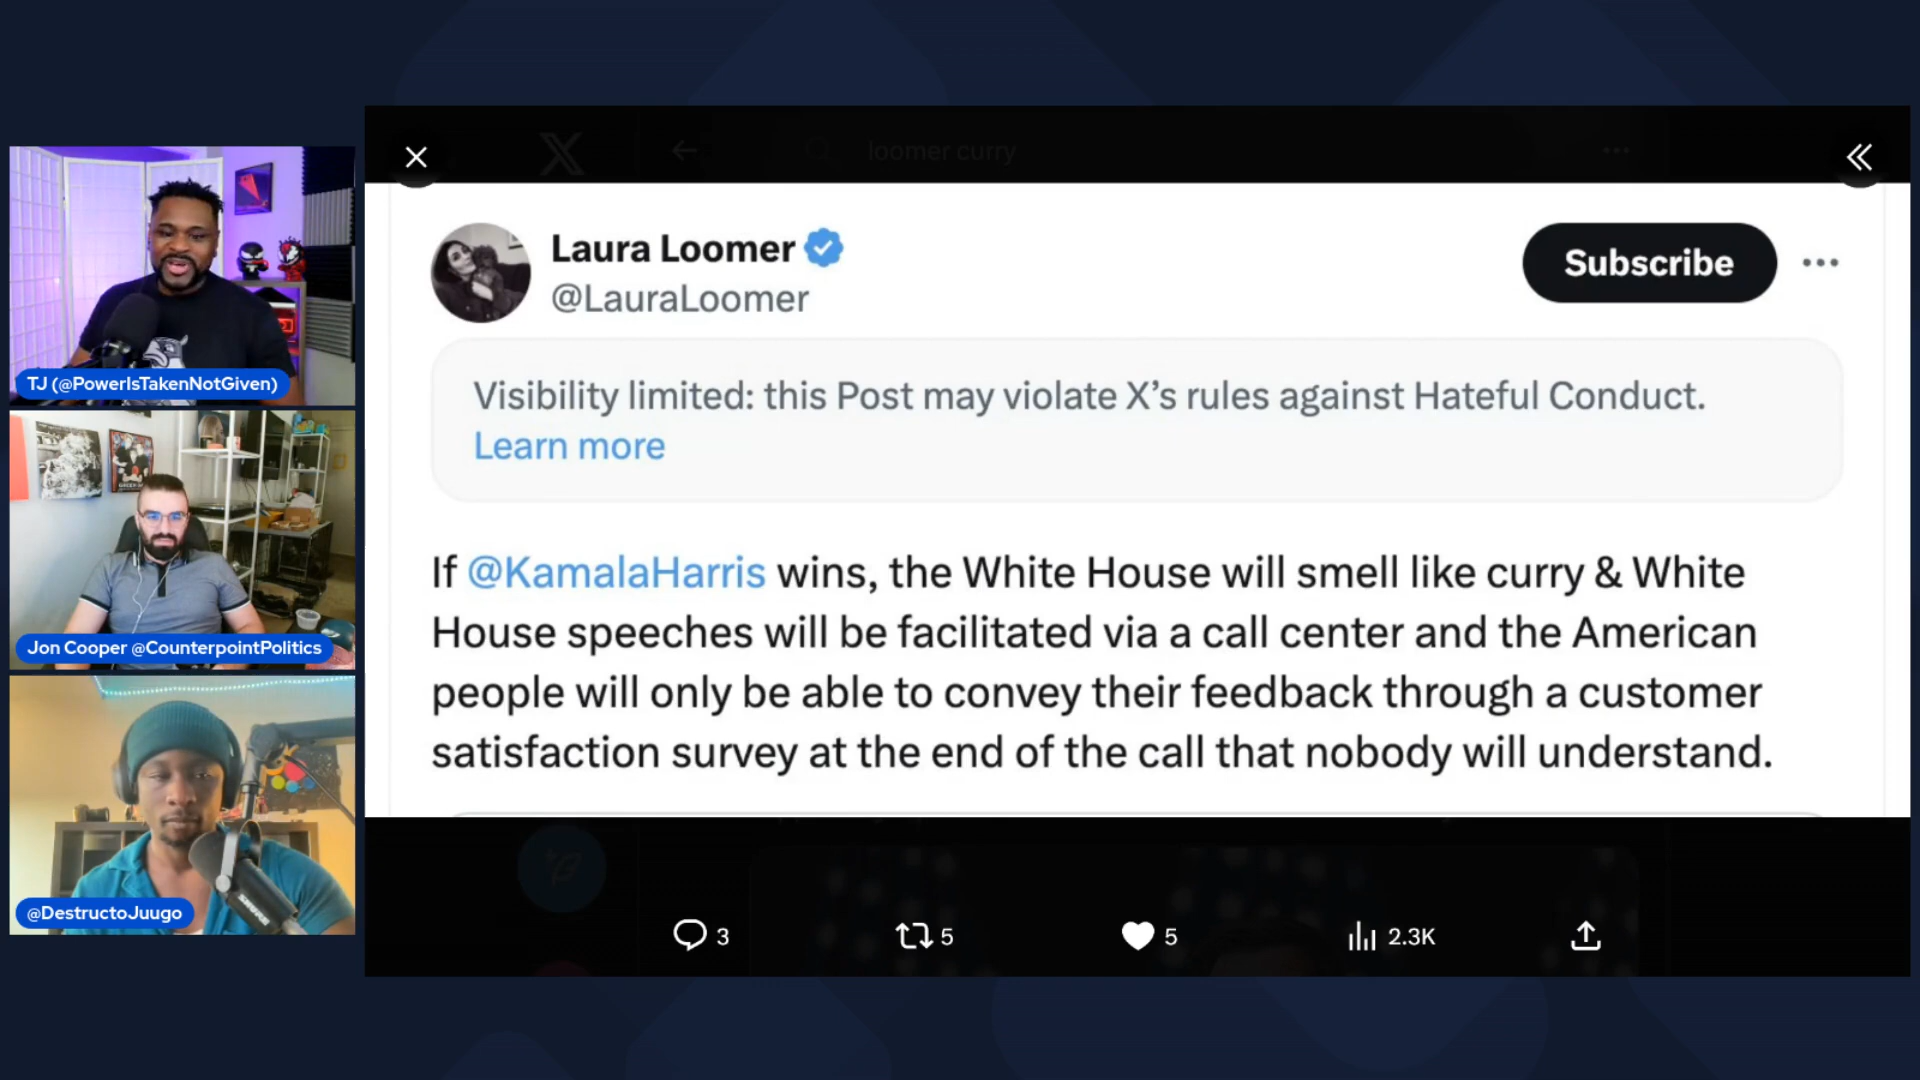 loomer curry
Laura Loomer
@LauraLoomer
Subscribe
Visibility limited: this Post may violate X’s rules against Hateful Conduct.
Learn more
If @KamalaHarris wins, the White House will smell like curry & White
House speeches will be facilitated via a call center and the American
people will only be able to convey their feedback through a customer
satisfaction survey at the end of the call that nobody will understand.
3
5
5
2.3K
TJ (@PowerIsTakenNotGiven)
Jon Cooper @CounterpointPolitics
@DestructoJuugo
SHURE